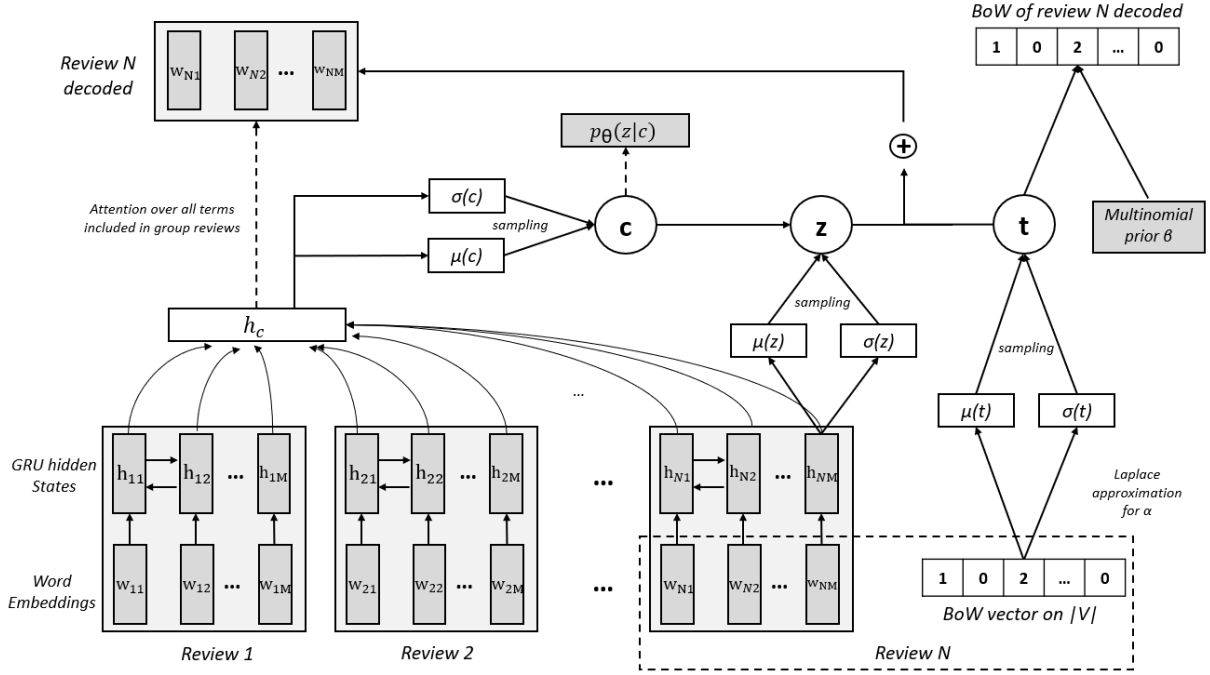 BoW of review N decoded
1 0 2 ... 0
Review N
decoded
w_N1 w_N2 ... w_NM
p_θ(z|c)
+
Attention over all terms
included in group reviews
σ(c)
sampling
μ(c)
c
z
t
Multinomial
prior β
h_c
sampling
μ(z) σ(z)
sampling
μ(t) σ(t)
...
GRU hidden
States
h_11 h_12 ... h_1M
h_21 h_22 ... h_2M
...
h_N1 h_N2 ... h_NM
Laplace
approximation
for α
Word
Embeddings
w_11 w_12 ... w_1M
w_21 w_22 ... w_2M
...
w_N1 w_N2 ... w_NM
1 0 2 ... 0
BoW vector on |V|
Review 1
Review 2
Review N